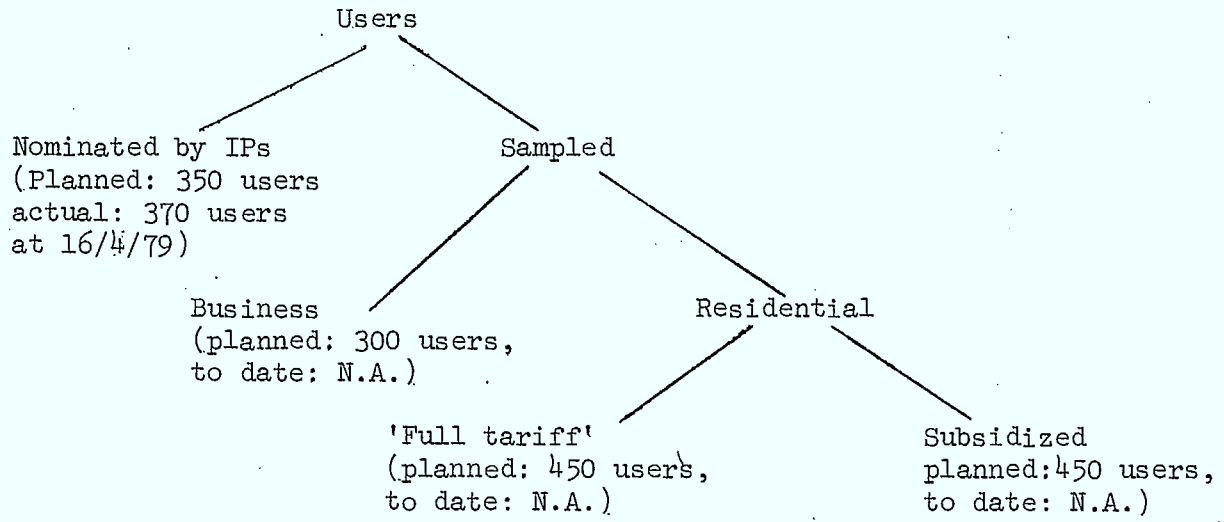 Users
Nominated by IPs
(Planned: 350 users
actual: 370 users
at 16/4/79)
Sampled
Business
(planned: 300 users,
to date: N.A.)
Residential
'Full tariff'
(planned: 450 users,
to date: N.A.)
Subsidized
planned:450 users,
to date: N.A.)